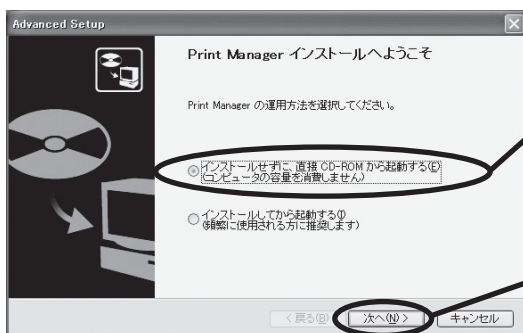 Advanced Setup
Print Manager インストールへようこそ
Print Manager の運用方法を選択してください。
インストールせずに、直接 CD-ROM から起動する(E)
(コンピュータの容量を消費しません)
インストールしてから起動する(I)
(頻繁に使用される方に推奨します)
< 戻る(B)
次へ(N) >
キャンセル